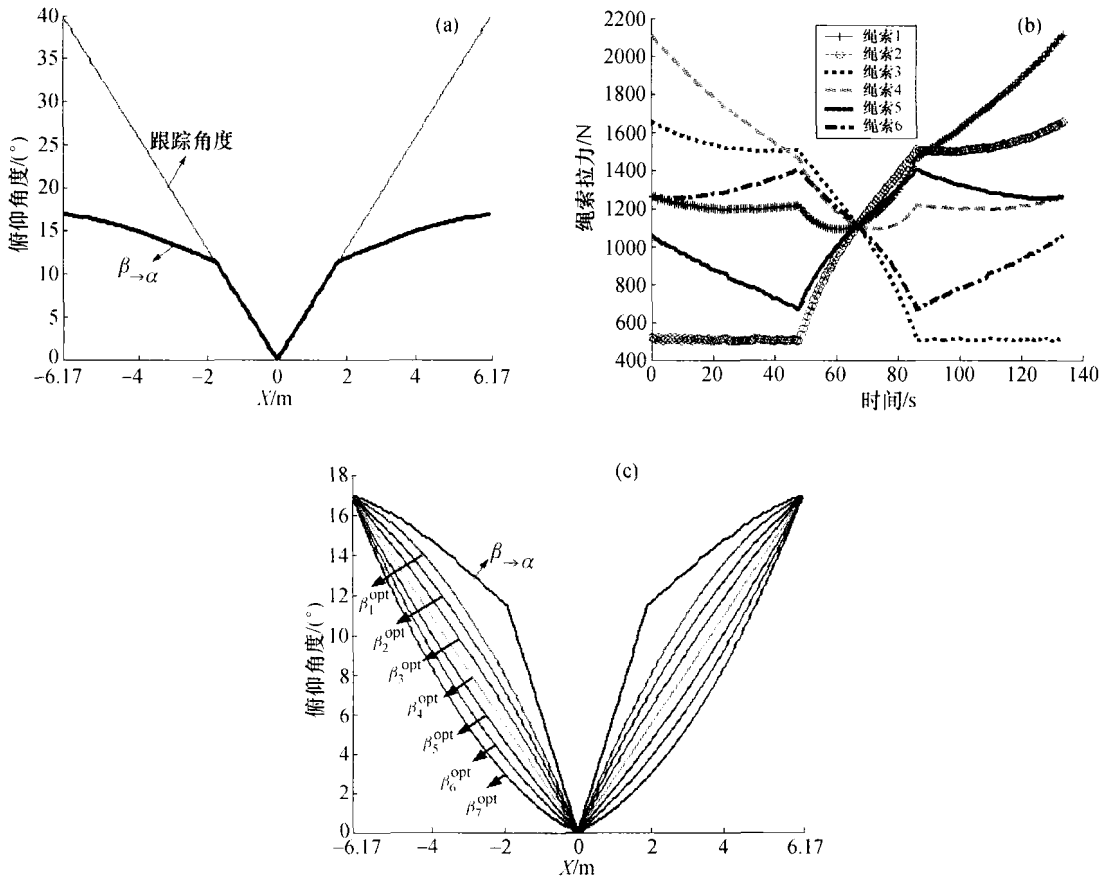 (a)
40
35
30
25
20
15
10
5
0
俯仰角度/(°)
跟踪角度
β→α
−6.17
−4
−2
0
2
4
6.17
X/m
(b)
2200
2000
1800
1600
1400
1200
1000
800
600
400
绳索拉力/N
绳索1
绳索2
绳索3
绳索4
绳索5
绳索6
0
20
40
60
80
100
120
140
时间/s
(c)
18
16
14
12
10
8
6
4
2
0
俯仰角度/(°)
β→α
β₁ᵒᵖᵗ
β₂ᵒᵖᵗ
β₃ᵒᵖᵗ
β₄ᵒᵖᵗ
β₅ᵒᵖᵗ
β₆ᵒᵖᵗ
β₇ᵒᵖᵗ
−6.17
−4
−2
0
2
4
6.17
X/m